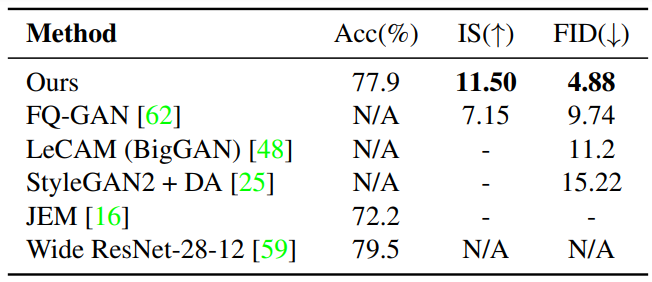 Method Acc(%) IS(↑) FID(↓)
Ours 77.9 11.50 4.88
FQ-GAN [62] N/A 7.15 9.74
LeCAM (BigGAN) [48] N/A - 11.2
StyleGAN2 + DA [25] N/A - 15.22
JEM [16] 72.2 - -
Wide ResNet-28-12 [59] 79.5 N/A N/A